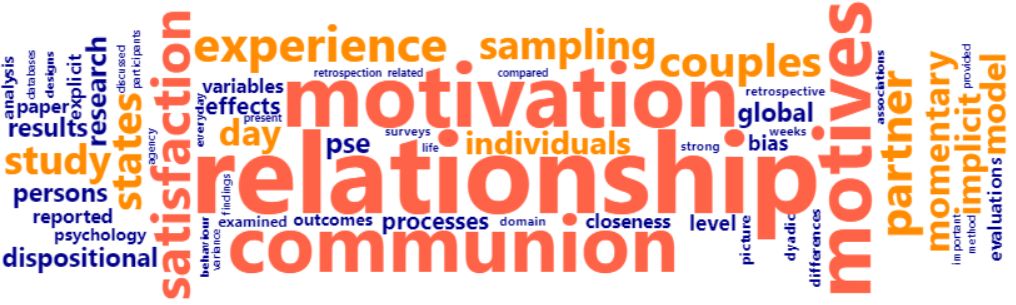 analysis
databases
designs
explicit
research
discussed
participants
paper
results
study
states
agency
persons
reported
psychology
dispositional
satisfaction
experience
sampling
couples
variables
retrospection
related
compared
motivation
retrospective
effects
everyday
present
day
global
pse
surveys
life
individuals
strong
bias
weeks
relationship
findings
examined
outcomes
processes
domain
closeness
level
behaviour
variance
communion
picture
dyadic
differences
motives
associations
partner
momentary
implicit
provided
model
important
method
evaluations